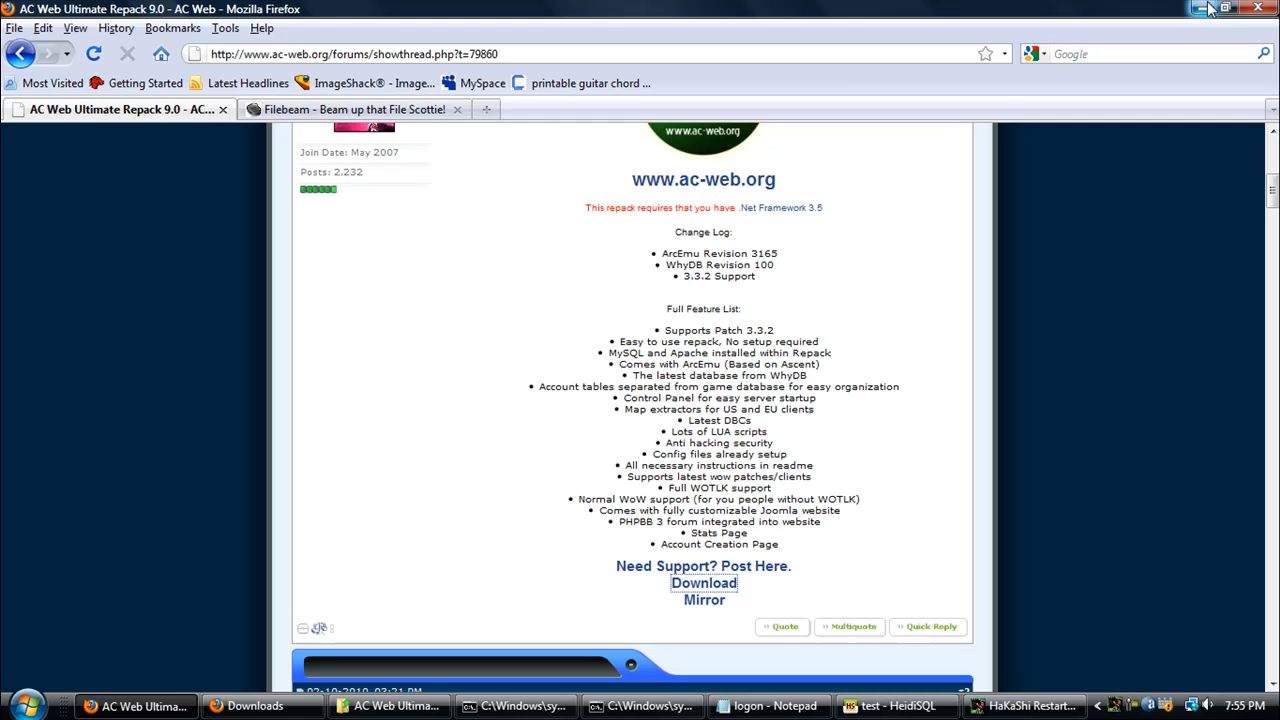 AC Web Ultimate Repack 9.0 - AC Web - Mozilla Firefox
File Edit View History Bookmarks Tools Help
http://www.ac-web.org/forums/showthread.php?t=79860
Google
Most Visited Getting Started Latest Headlines ImageShack® - Image... MySpace printable guitar chord ...
AC Web Ultimate Repack 9.0 - AC... Filebeam - Beam up that File Scottie!
www.ac-web.org
Join Date: May 2007
Posts: 2,232
www.ac-web.org
This repack requires that you have .Net Framework 3.5
Change Log:
• ArcEmu Revision 3165
• WhyDB Revision 100
• 3.3.2 Support
Full Feature List:
• Supports Patch 3.3.2
• Easy to use repack, No setup required
• MySQL and Apache installed within Repack
• Comes with ArcEmu (Based on Ascent)
• The latest database from WhyDB
• Account tables separated from game database for easy organization
• Control Panel for easy server startup
• Map extractors for US and EU clients
• Latest DBCs
• Lots of LUA scripts
• Anti hacking security
• Config files already setup
• All necessary instructions in readme
• Supports latest wow patches/clients
• Full WOTLK support
• Normal WoW support (for you people without WOTLK)
• Comes with fully customizable Joomla website
• PHPBB 3 forum integrated into website
• Stats Page
• Account Creation Page
Need Support? Post Here.
Download
Mirror
Quote Multiquote Quick Reply
02-10-2010, 03:21 PM #2
AC Web Ultima... Downloads AC Web Ultima... C:\Windows\sy... C:\Windows\sy... logon - Notepad test - HeidiSQL HaKaShi Restart... 7:55 PM